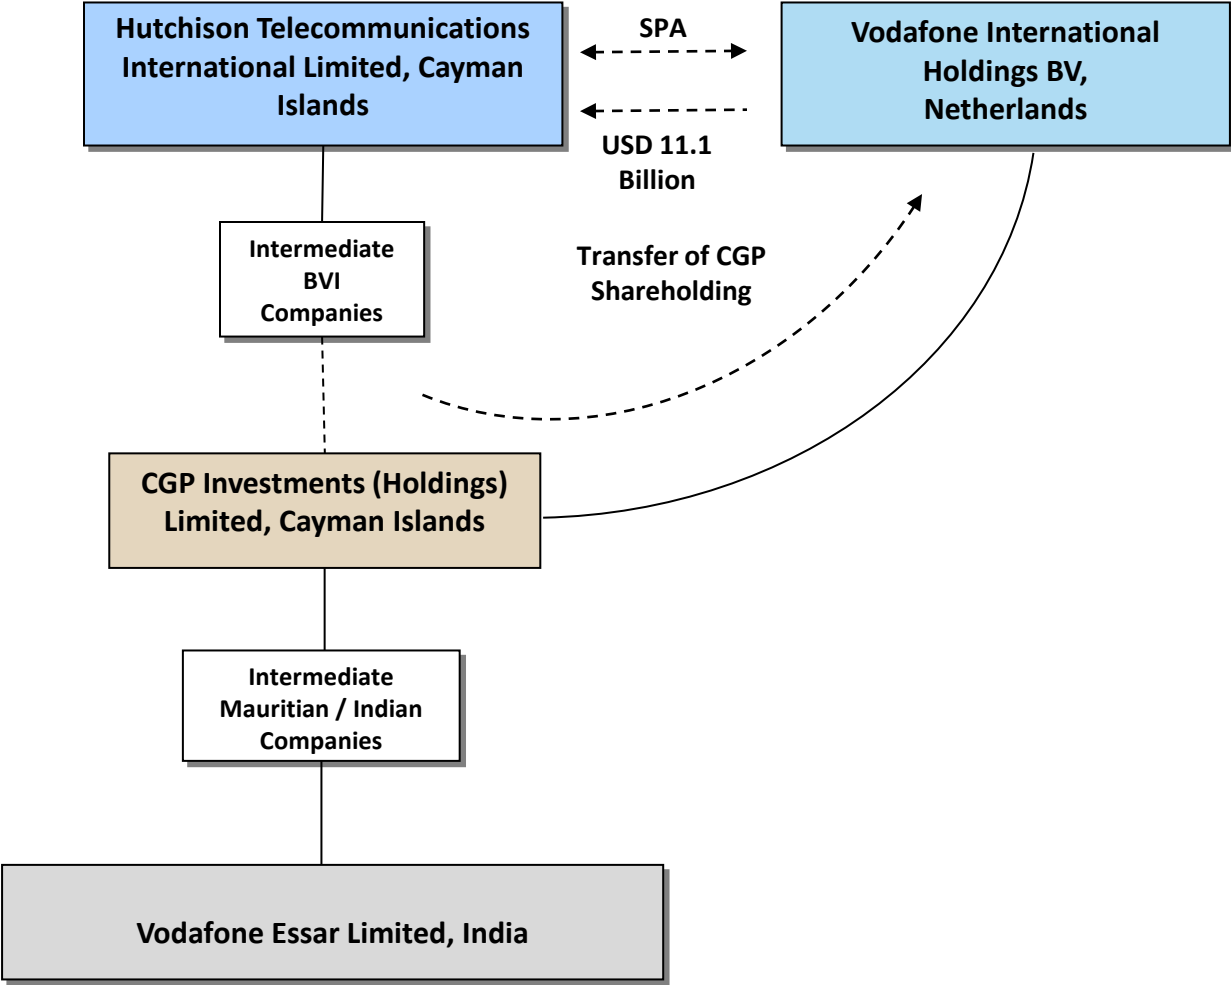 Hutchison Telecommunications
International Limited, Cayman
Islands
SPA
Vodafone International
Holdings BV,
Netherlands
USD 11.1
Billion
Intermediate
BVI
Companies
Transfer of CGP
Shareholding
CGP Investments (Holdings)
Limited, Cayman Islands
Intermediate
Mauritian / Indian
Companies
Vodafone Essar Limited, India